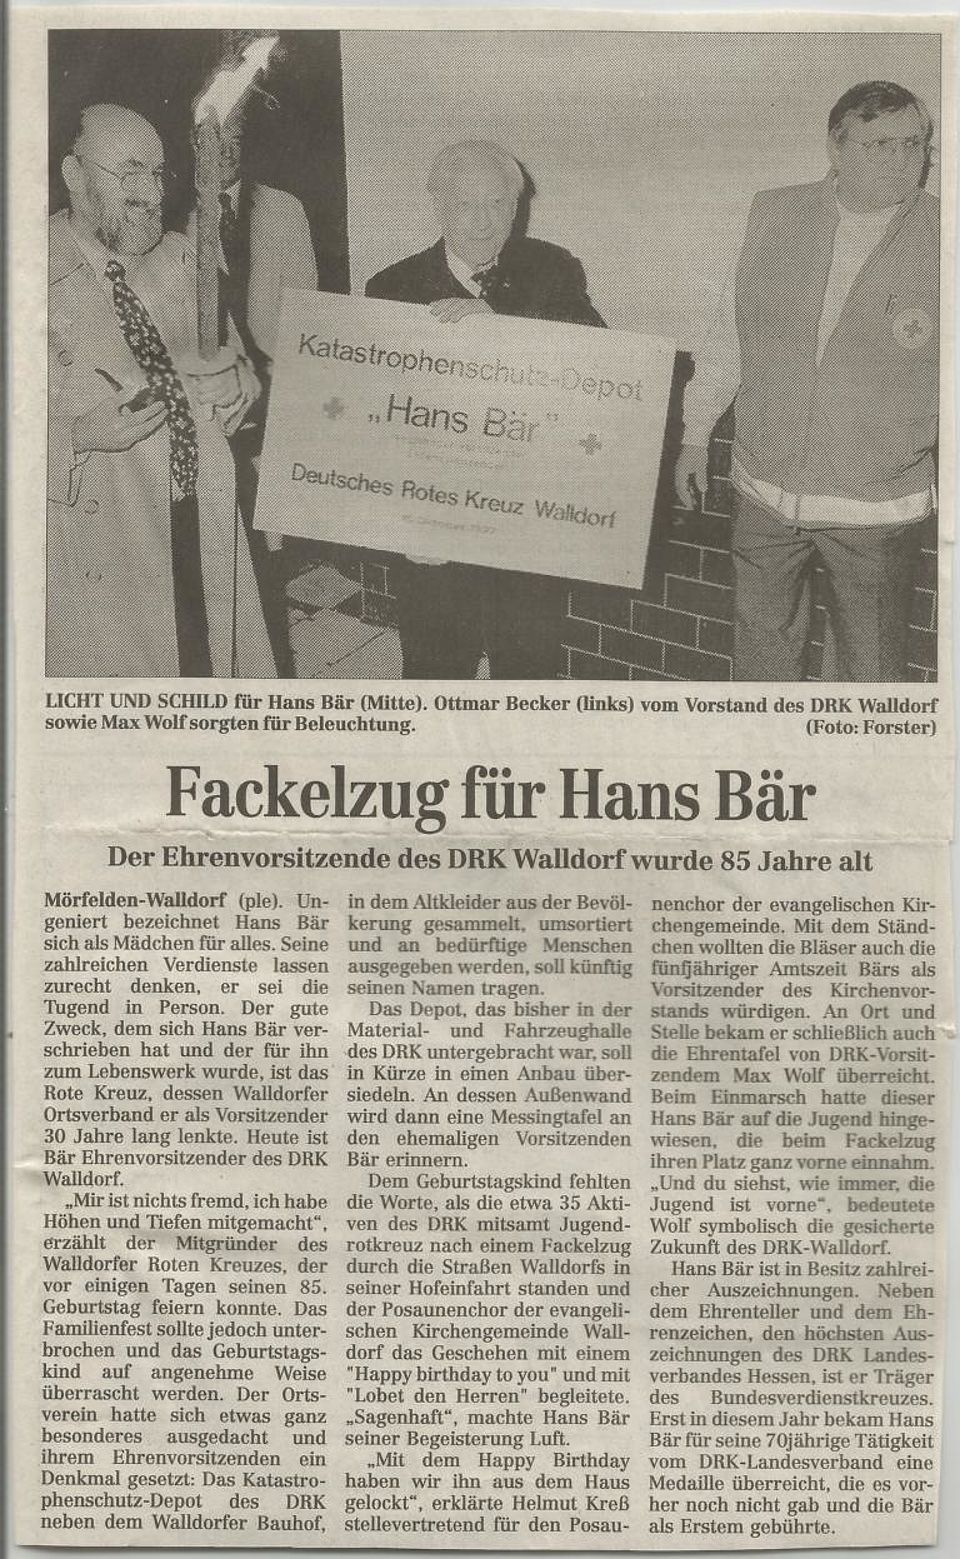 Katastrophenschutz-Depot
„Hans Bär"
Deutsches Rotes Kreuz Walldorf
LICHT UND SCHILD für Hans Bär (Mitte). Ottmar Becker (links) vom Vorstand des DRK Walldorf
sowie Max Wolf sorgten für Beleuchtung. (Foto: Forster)
Fackelzug für Hans Bär
Der Ehrenvorsitzende des DRK Walldorf wurde 85 Jahre alt
Mörfelden-Walldorf (ple). Un-
geniert bezeichnet Hans Bär
sich als Mädchen für alles. Seine
zahlreichen Verdienste lassen
zurecht denken, er sei die
Tugend in Person. Der gute
Zweck, dem sich Hans Bär ver-
schrieben hat und der für ihn
zum Lebenswerk wurde, ist das
Rote Kreuz, dessen Walldorfer
Ortsverband er als Vorsitzender
30 Jahre lang lenkte. Heute ist
Bär Ehrenvorsitzender des DRK
Walldorf.
„Mir ist nichts fremd, ich habe
Höhen und Tiefen mitgemacht“,
erzählt der Mitgründer des
Walldorfer Roten Kreuzes, der
vor einigen Tagen seinen 85.
Geburtstag feiern konnte. Das
Familienfest sollte jedoch unter-
brochen und das Geburtstags-
kind auf angenehme Weise
überrascht werden. Der Orts-
verein hatte sich etwas ganz
besonderes ausgedacht und
ihrem Ehrenvorsitzenden ein
Denkmal gesetzt: Das Katastro-
phenschutz-Depot des DRK
neben dem Walldorfer Bauhof,
in dem Altkleider aus der Bevöl-
kerung gesammelt, umsortiert
und an bedürftige Menschen
ausgegeben werden, soll künftig
seinen Namen tragen.
Das Depot, das bisher in der
Material- und Fahrzeughalle
des DRK untergebracht war, soll
in Kürze in einen Anbau über-
siedeln. An dessen Außenwand
wird dann eine Messingtafel an
den ehemaligen Vorsitzenden
Bär erinnern.
Dem Geburtstagskind fehlten
die Worte, als die etwa 35 Akti-
ven des DRK mitsamt Jugend-
rotkreuz nach einem Fackelzug
durch die Straßen Walldorfs in
seiner Hofeinfahrt standen und
der Posaunenchor der evangeli-
schen Kirchengemeinde Wall-
dorf das Geschehen mit einem
"Happy birthday to you" und mit
"Lobet den Herren" begleitete.
„Sagenhaft“, machte Hans Bär
seiner Begeisterung Luft.
„Mit dem Happy Birthday
haben wir ihn aus dem Haus
gelockt“, erklärte Helmut Kreß
stellevertretend für den Posau-
nenchor der evangelischen Kir-
chengemeinde. Mit dem Ständ-
chen wollten die Bläser auch die
fünfjähriger Amtszeit Bärs als
Vorsitzender des Kirchenvor-
stands würdigen. An Ort und
Stelle bekam er schließlich auch
die Ehrentafel von DRK-Vorsit-
zendem Max Wolf überreicht.
Beim Einmarsch hatte dieser
Hans Bär auf die Jugend hinge-
wiesen, die beim Fackelzug
ihren Platz ganz vorne einnahm.
„Und du siehst, wie immer, die
Jugend ist vorne“, bedeutete
Wolf symbolisch die gesicherte
Zukunft des DRK-Walldorf.
Hans Bär ist in Besitz zahlrei-
cher Auszeichnungen. Neben
dem Ehrenteller und dem Eh-
renzeichen, den höchsten Aus-
zeichnungen des DRK Landes-
verbandes Hessen, ist er Träger
des Bundesverdienstkreuzes.
Erst in diesem Jahr bekam Hans
Bär für seine 70jährige Tätigkeit
vom DRK-Landesverband eine
Medaille überreicht, die es vor-
her noch nicht gab und die Bär
als Erstem gebührte.